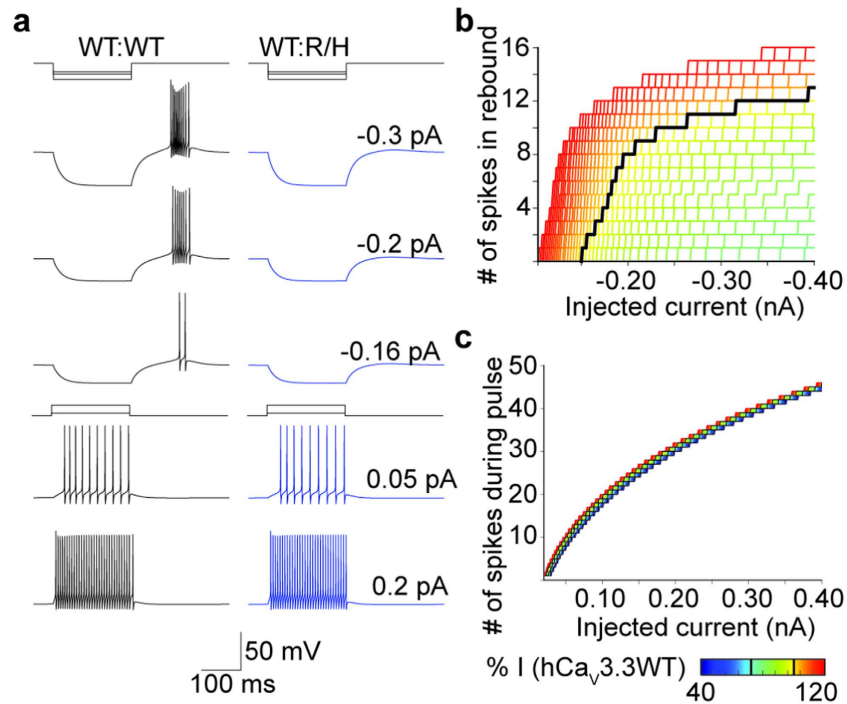 a
WT:WT WT:R/H
-0.3 pA
-0.2 pA
-0.16 pA
0.05 pA
0.2 pA
50 mV
100 ms
b
# of spikes in rebound
16
12
8
4
-0.20 -0.30 -0.40
Injected current (nA)
c
# of spikes during pulse
50
40
30
20
10
0.10 0.20 0.30 0.40
Injected current (nA)
% I (hCaV3.3WT)
40 120